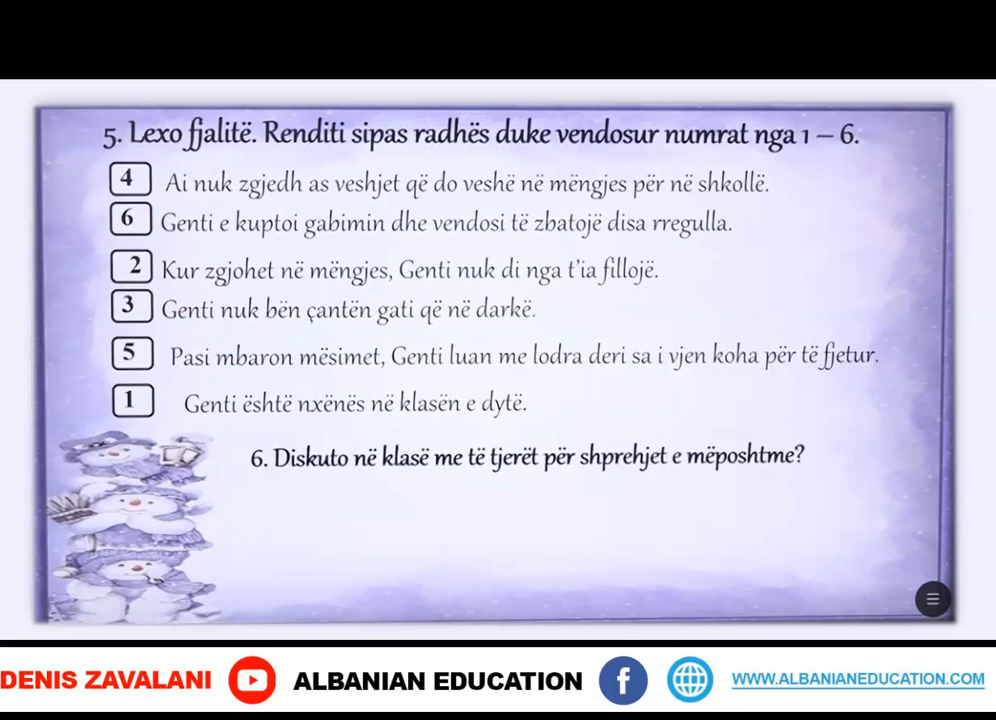 5. Lexo fjalitë. Renditi sipas radhës duke vendosur numrat nga 1 – 6.
4 Ai nuk zgjedh as veshjet që do veshë në mëngjes për në shkollë.
6 Genti e kuptoi gabimin dhe vendosi të zbatojë disa rregulla.
2 Kur zgjohet në mëngjes, Genti nuk di nga t'ia fillojë.
3 Genti nuk bën çantën gati që në darkë.
5 Pasi mbaron mësimet, Genti luan me lodra deri sa i vjen koha për të fjetur.
1 Genti është nxënës në klasën e dytë.
6. Diskuto në klasë me të tjerët për shprehjet e mëposhtme?
DENIS ZAVALANI ALBANIAN EDUCATION f WWW.ALBANIANEDUCATION.COM